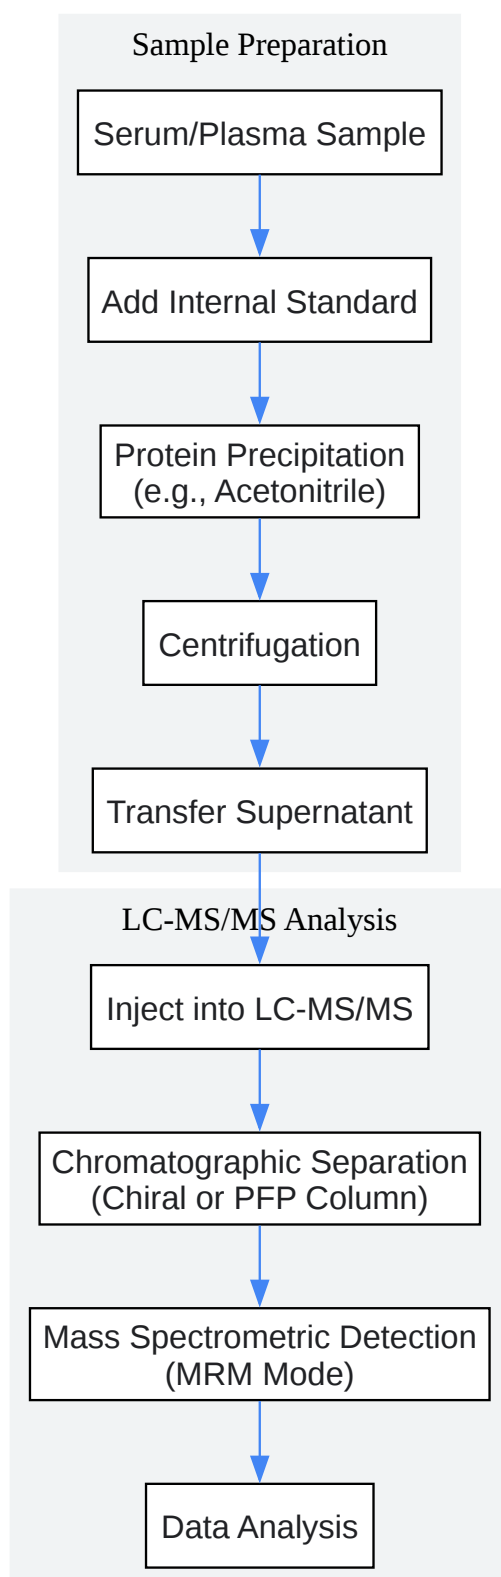 Sample Preparation
Serum/Plasma Sample
Add Internal Standard
Protein Precipitation
(e.g., Acetonitrile)
Centrifugation
Transfer Supernatant
LC-MS/MS Analysis
Inject into LC-MS/MS
Chromatographic Separation
(Chiral or PFP Column)
Mass Spectrometric Detection
(MRM Mode)
Data Analysis